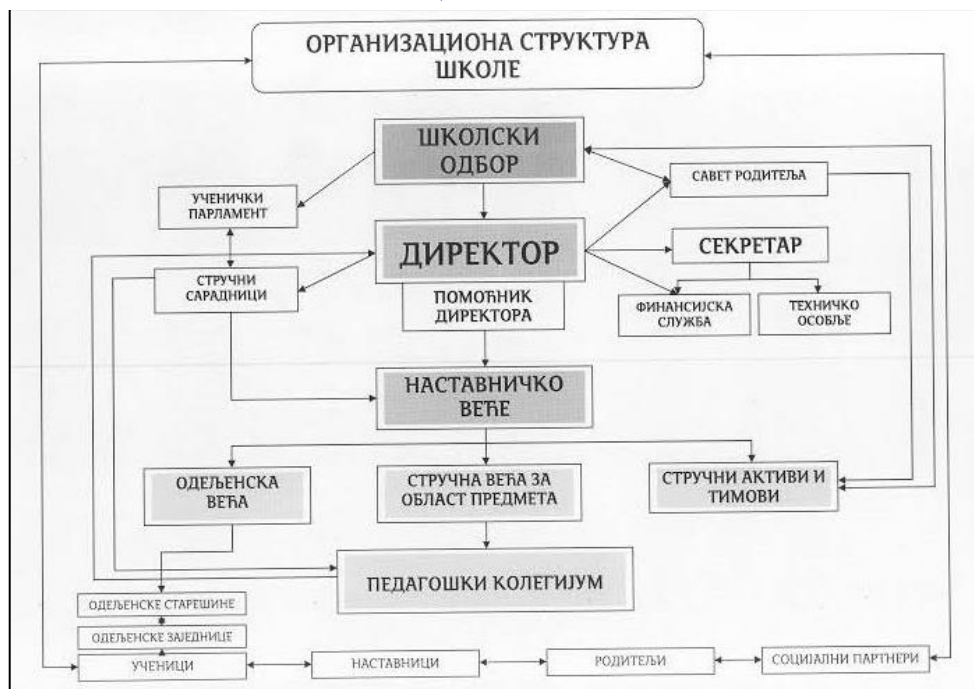 ОРГАНИЗАЦИОНА СТРУКТУРА
ШКОЛЕ
ШКОЛСКИ
ОДБОР
САВЕТ РОДИТЕЉА
УЧЕНИЧКИ
ПАРЛАМЕНТ
ДИРЕКТОР
СЕКРЕТАР
СТРУЧНИ
САРАДНИЦИ
ПОМОЋНИК
ДИРЕКТОРА
ФИНАНСИЈСКА
СЛУЖБА
ТЕХНИЧКО
ОСОБЉЕ
НАСТАВНИЧКО
ВЕЋЕ
ОДЕЉЕНСКА
ВЕЋА
СТРУЧНА ВЕЋА ЗА
ОБЛАСТ ПРЕДМЕТА
СТРУЧНИ АКТИВИ И
ТИМОВИ
ПЕДАГОШКИ КОЛЕГИЈУМ
ОДЕЉЕНСКЕ СТАРЕШИНЕ
ОДЕЉЕНСКЕ ЗАЈЕДНИЦЕ
УЧЕНИЦИ
НАСТАВНИЦИ
РОДИТЕЉИ
СОЦИЈАЛНИ ПАРТНЕРИ